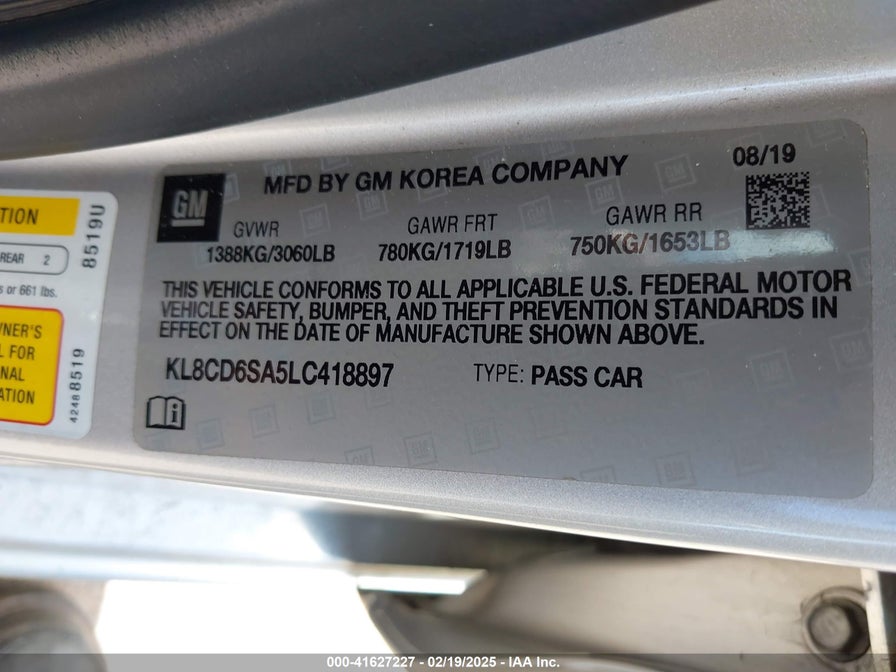 MFD BY GM KOREA COMPANY
08/19
GM
GVWR
GAWR FRT
GAWR RR
1388KG/3060LB
780KG/1719LB
750KG/1653LB
THIS VEHICLE CONFORMS TO ALL APPLICABLE U.S. FEDERAL MOTOR
VEHICLE SAFETY, BUMPER, AND THEFT PREVENTION STANDARDS IN
EFFECT ON THE DATE OF MANUFACTURE SHOWN ABOVE.
KL8CD6SA5LC418897
TYPE: PASS CAR
TION
REAR 2
or 661 lbs.
8519U
NER'S
FOR
NAL
ATION
42488519
000-41627227 - 02/19/2025 - IAA Inc.